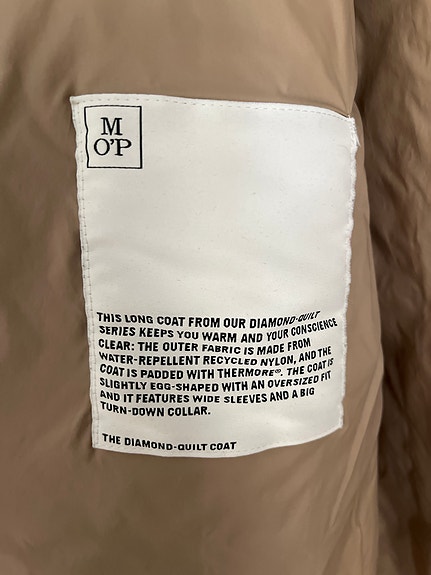 M
O'P
THIS LONG COAT FROM OUR DIAMOND-QUILT
SERIES KEEPS YOU WARM AND YOUR CONSCIENCE
CLEAR: THE OUTER FABRIC IS MADE FROM
WATER-REPELLENT RECYCLED NYLON, AND THE
COAT IS PADDED WITH THERMORE®. THE COAT IS
SLIGHTLY EGG-SHAPED WITH AN OVERSIZED FIT
AND IT FEATURES WIDE SLEEVES AND A BIG
TURN-DOWN COLLAR.
THE DIAMOND-QUILT COAT